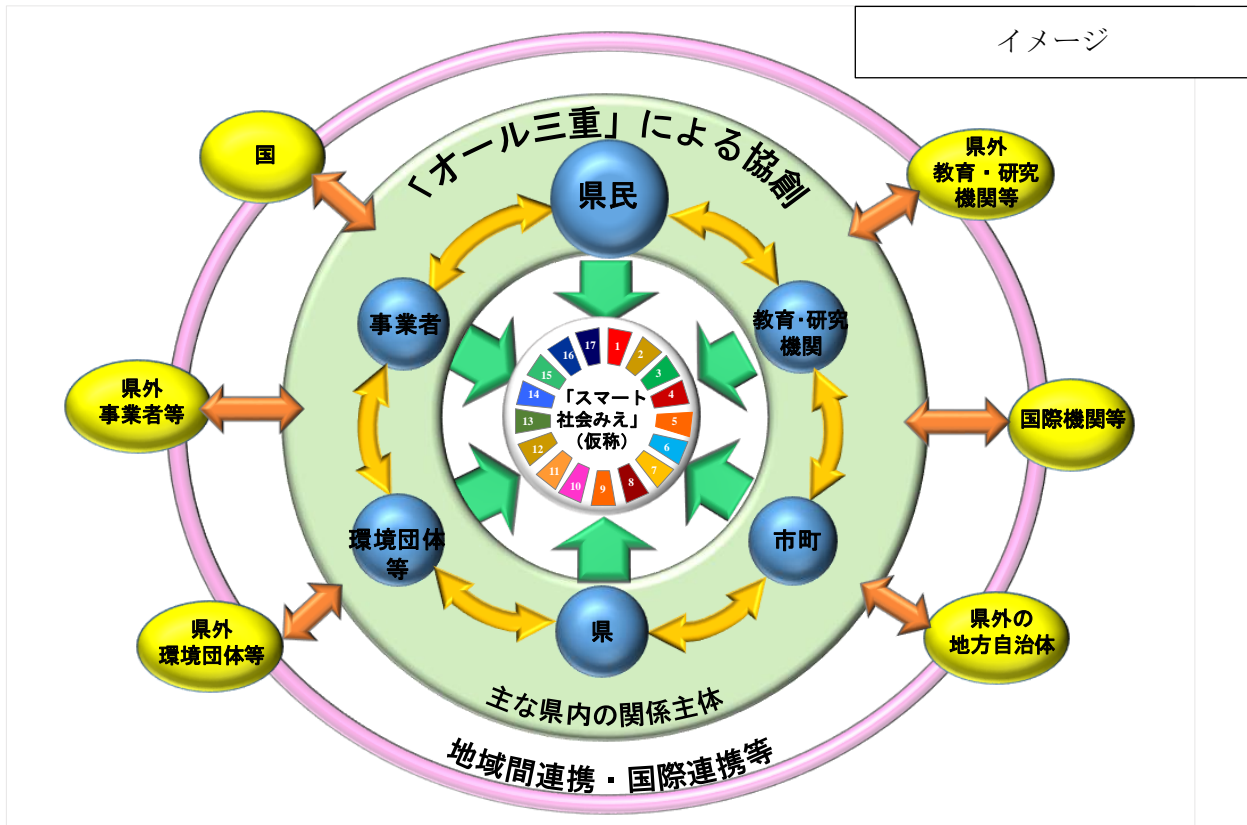 イメージ
「オール三重」による協創
国
県外
教育・研究
機関等
県民
事業者
教育・研究
機関
17
1
16
2
15
3
14
4
「スマート
社会みえ」
（仮称）
13
5
12
6
11
7
10
9
8
県外
事業者等
国際機関等
環境団体
等
市町
県
県外
環境団体等
県外の
地方自治体
主な県内の関係主体
地域間連携・国際連携等